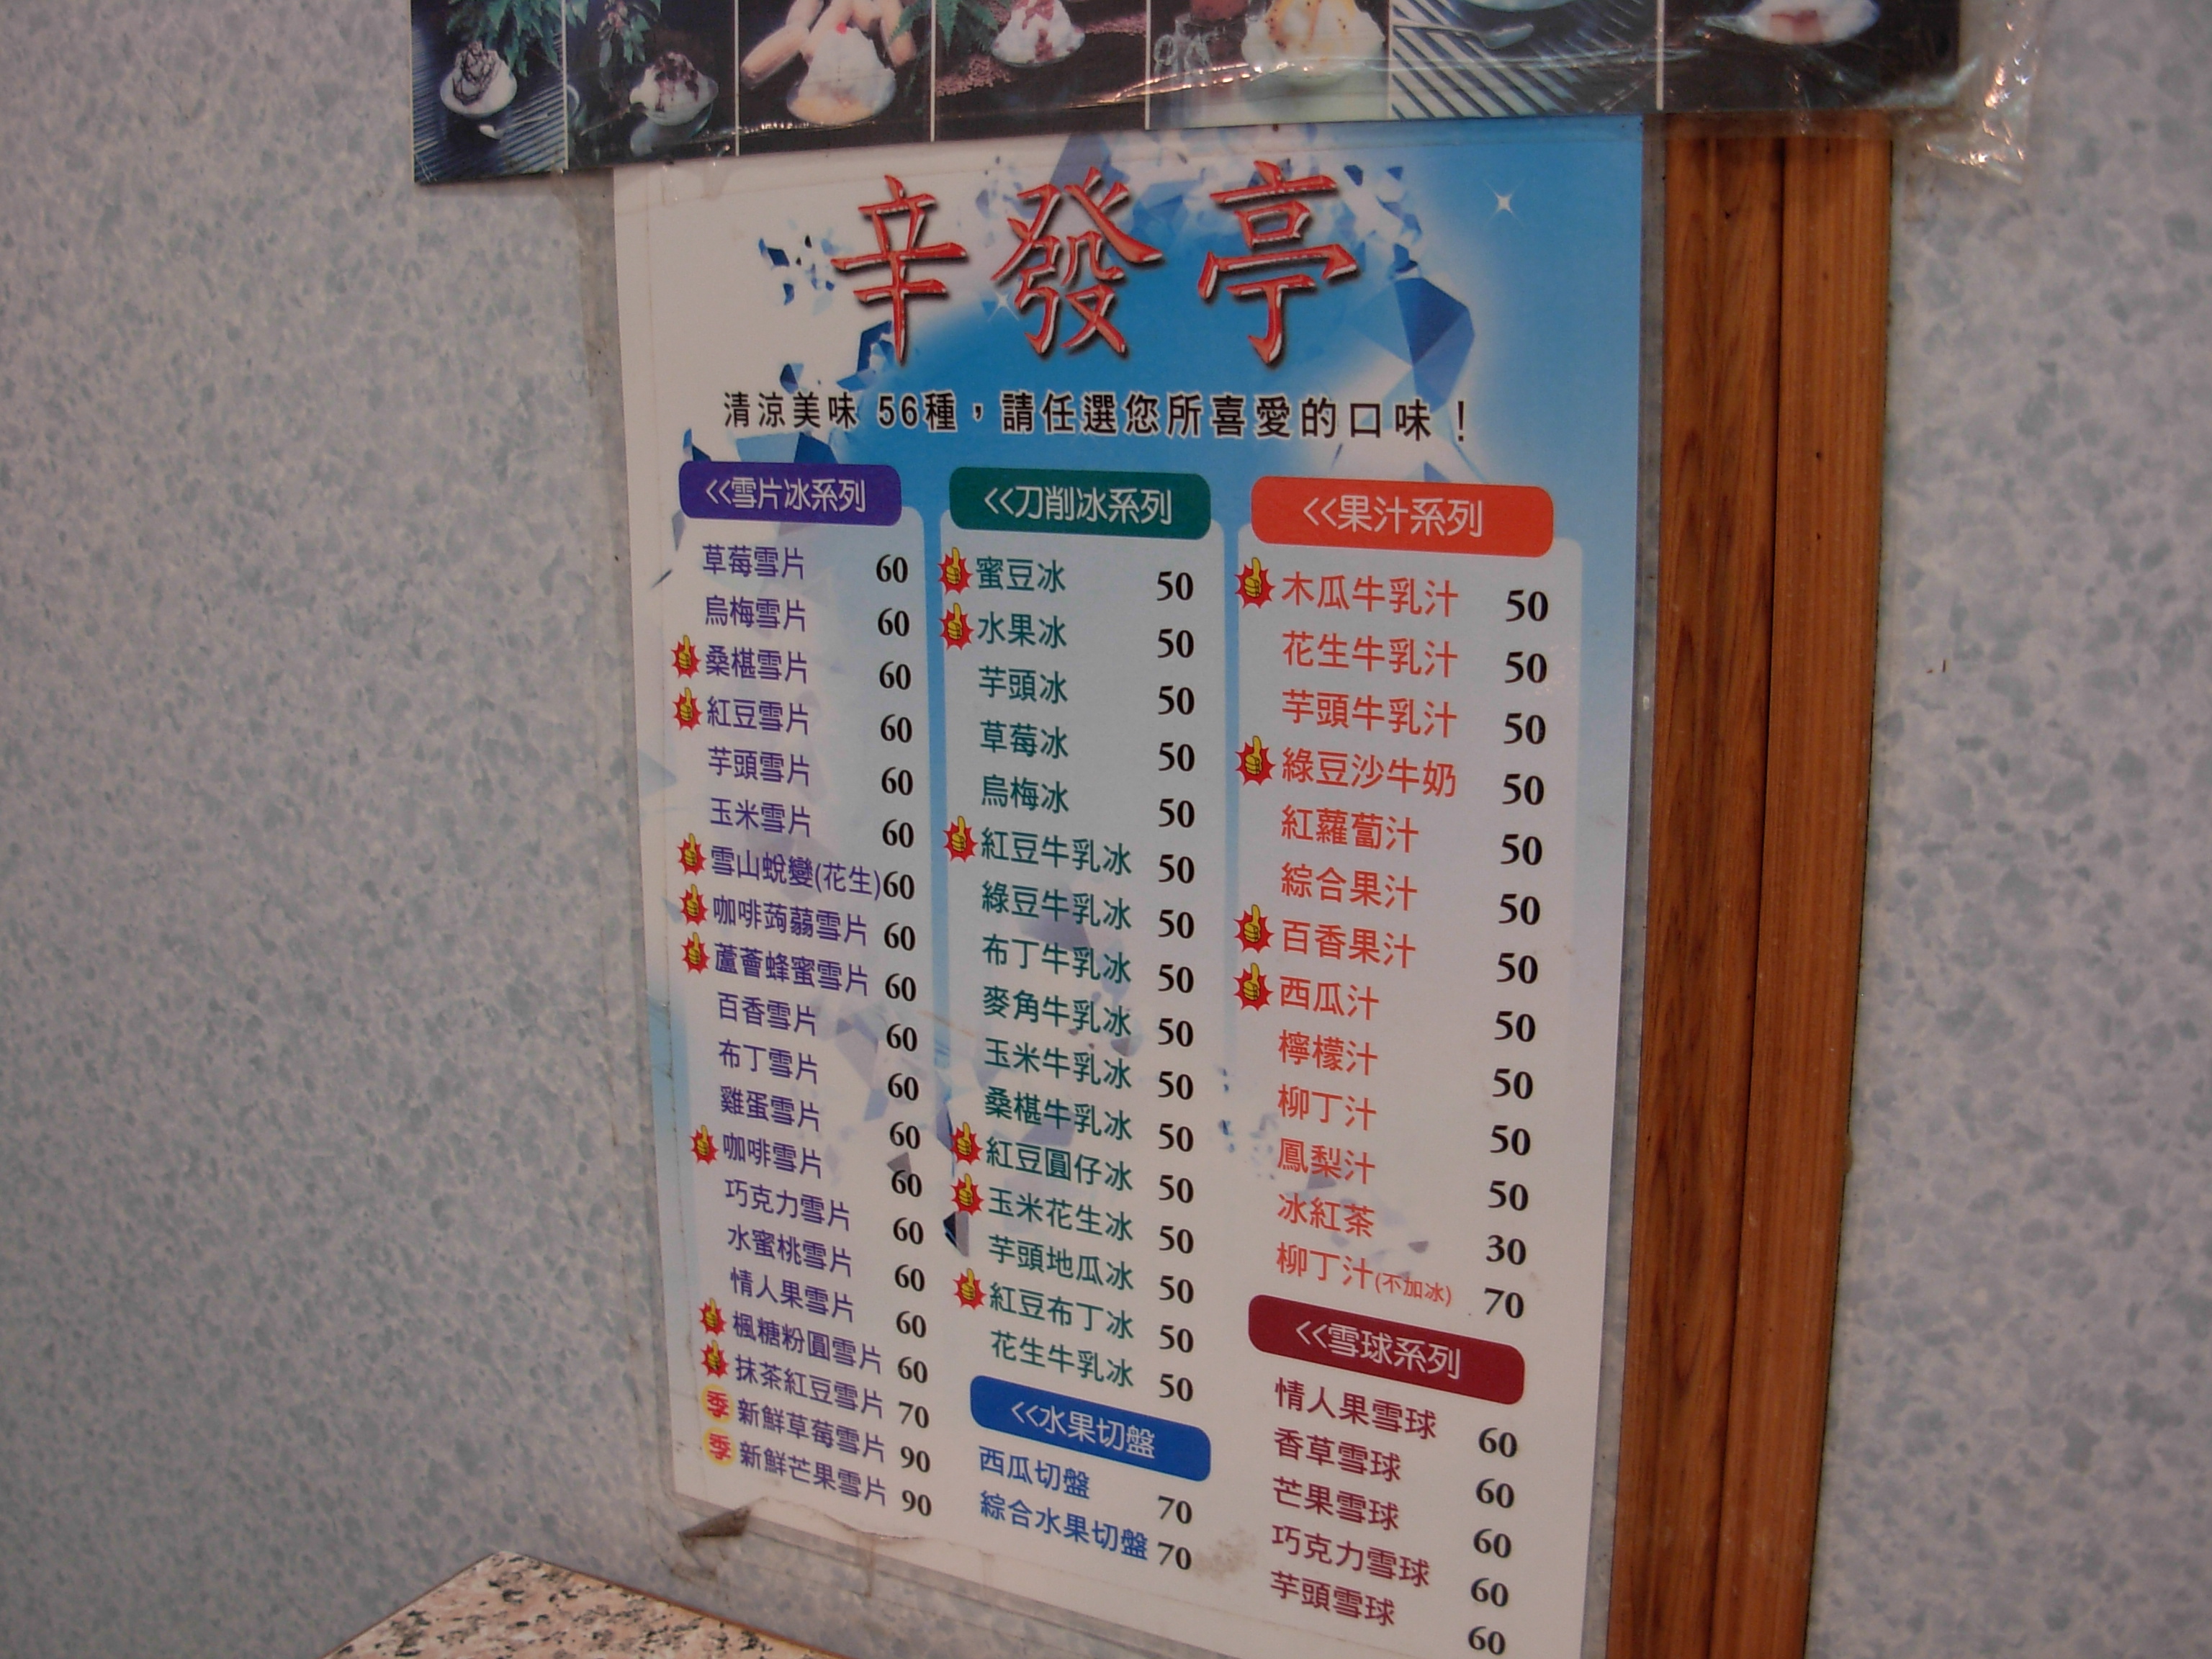 辛發亭
清涼美味 56種，請任選您所喜愛的口味！
<<雪片冰系列
草莓雪片 60
烏梅雪片 60
桑椹雪片 60
紅豆雪片 60
芋頭雪片 60
玉米雪片 60
雪山蛻變(花生) 60
咖啡蒟蒻雪片 60
蘆薈蜂蜜雪片 60
百香雪片 60
布丁雪片 60
雞蛋雪片 60
咖啡雪片 60
巧克力雪片 60
水蜜桃雪片 60
情人果雪片 60
楓糖粉圓雪片 60
抹茶紅豆雪片 70
季 新鮮草莓雪片 90
季 新鮮芒果雪片 90
<<刀削冰系列
蜜豆冰 50
水果冰 50
芋頭冰 50
草莓冰 50
烏梅冰 50
紅豆牛乳冰 50
綠豆牛乳冰 50
布丁牛乳冰 50
麥角牛乳冰 50
玉米牛乳冰 50
桑椹牛乳冰 50
紅豆圓仔冰 50
玉米花生冰 50
芋頭地瓜冰 50
紅豆布丁冰 50
花生牛乳冰 50
<<水果切盤
西瓜切盤 70
綜合水果切盤 70
<<果汁系列
木瓜牛乳汁 50
花生牛乳汁 50
芋頭牛乳汁 50
綠豆沙牛奶 50
紅蘿蔔汁 50
綜合果汁 50
百香果汁 50
西瓜汁 50
檸檬汁 50
柳丁汁 50
鳳梨汁 50
冰紅茶 30
柳丁汁(不加冰) 70
<<雪球系列
情人果雪球 60
香草雪球 60
芒果雪球 60
巧克力雪球 60
芋頭雪球 60